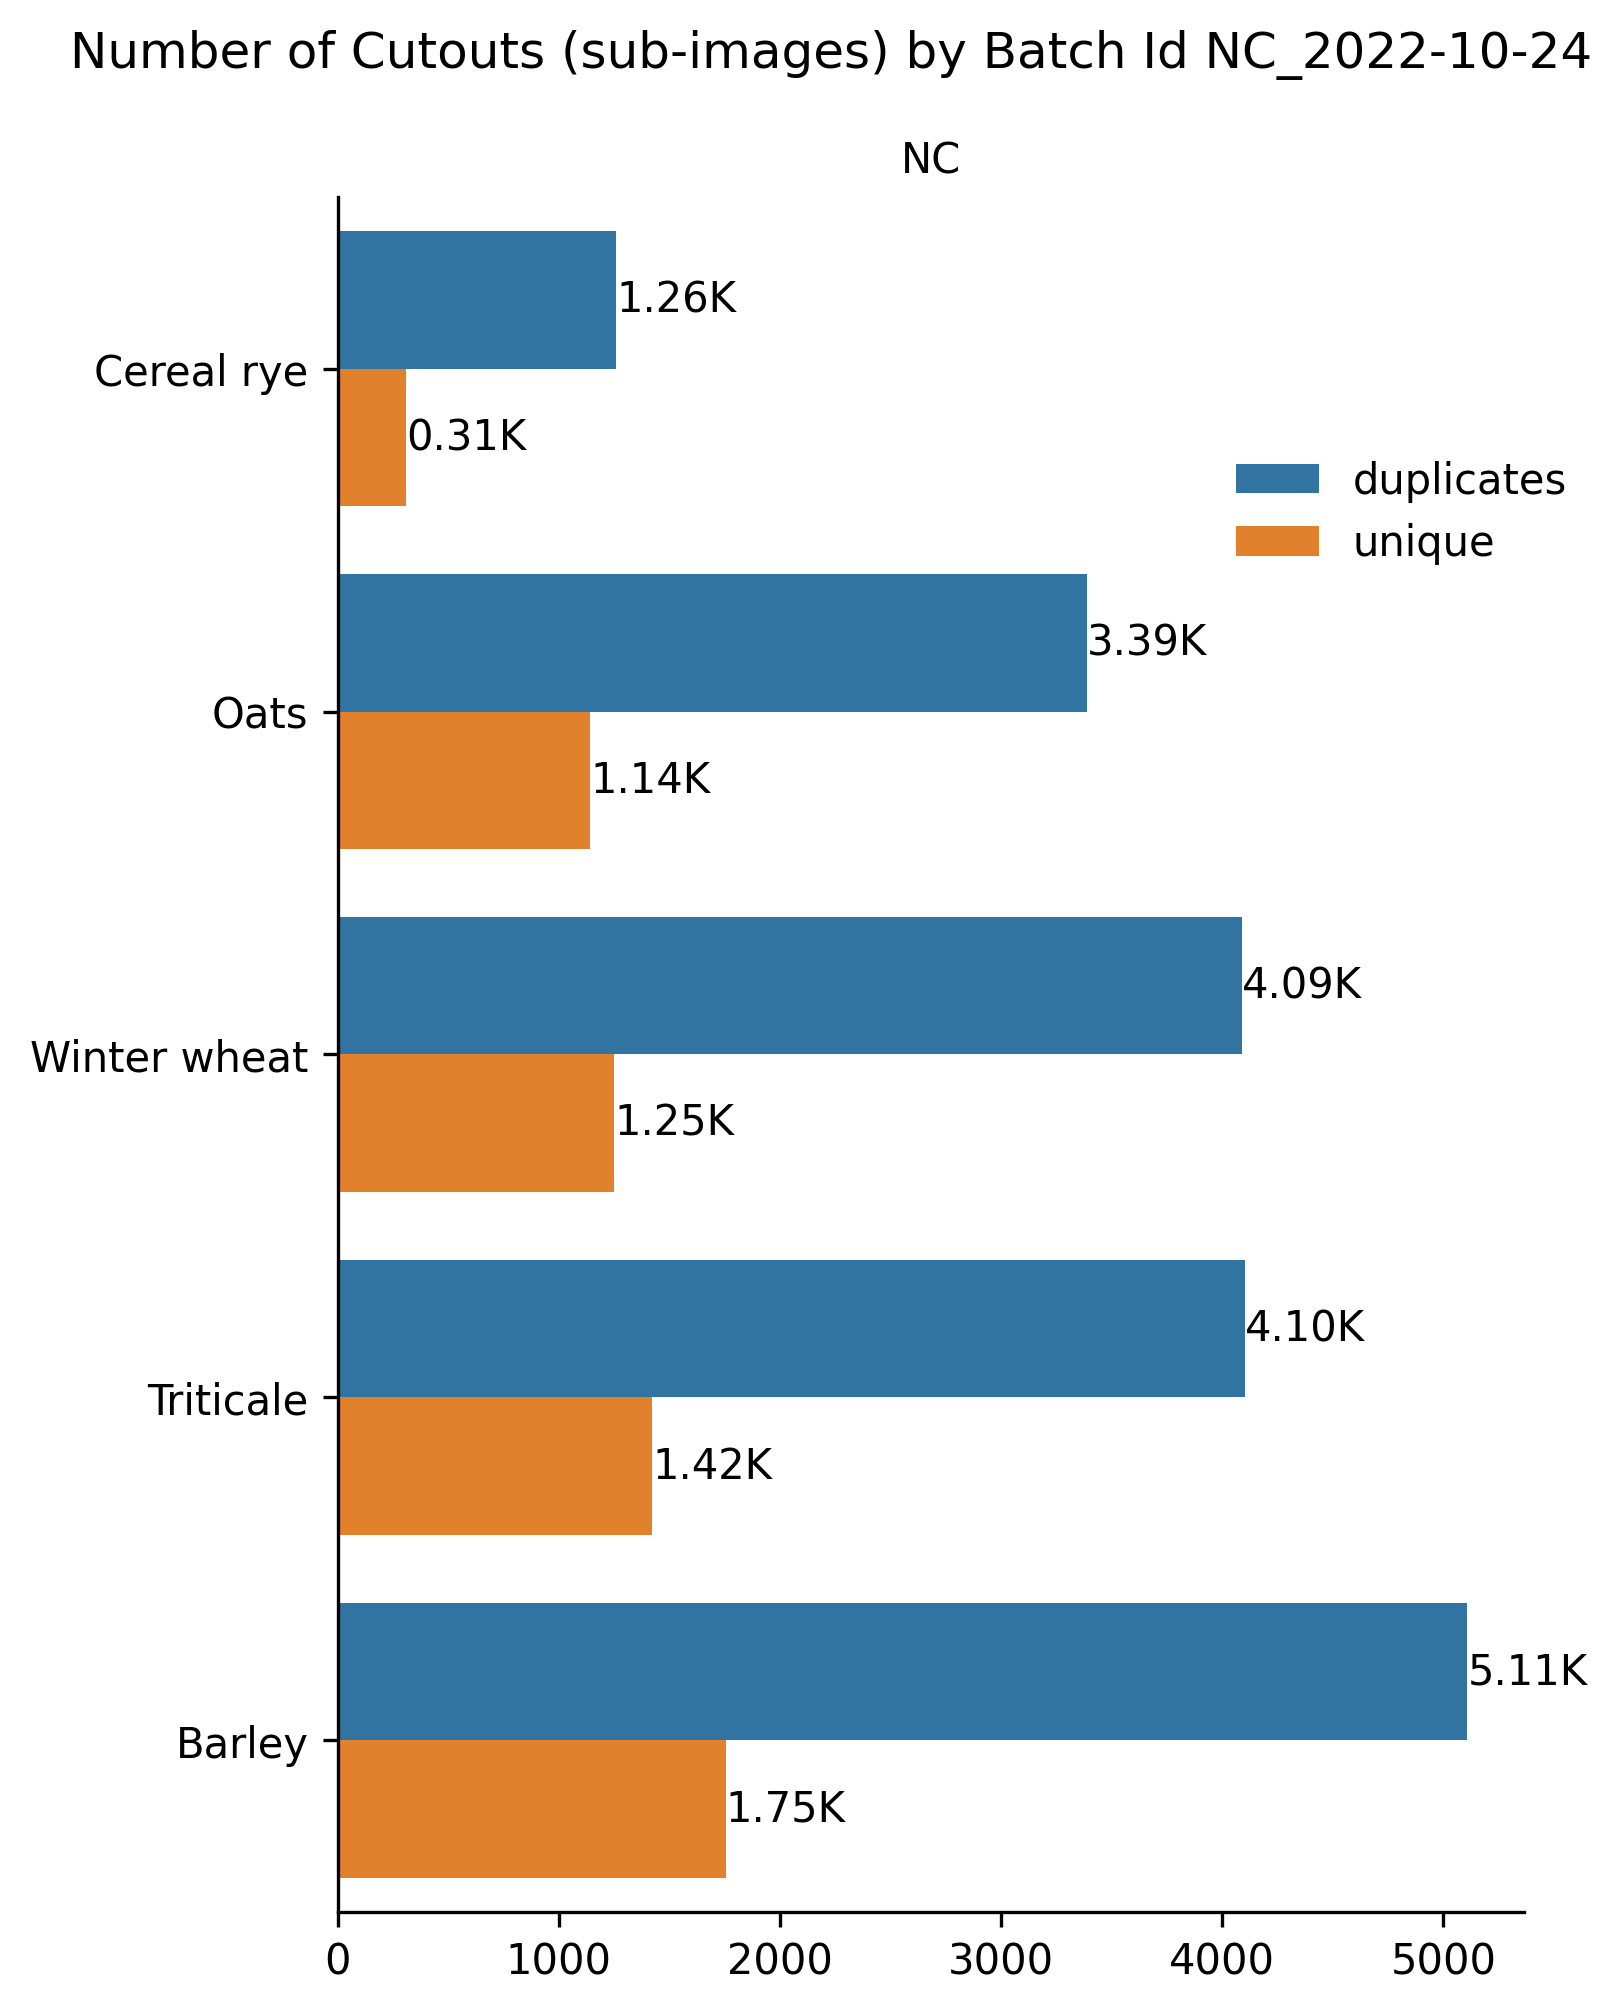 Number of Cutouts (sub-images) by Batch Id NC_2022-10-24
NC
Cereal rye
1.26K
0.31K
duplicates
unique
Oats
3.39K
1.14K
Winter wheat
4.09K
1.25K
Triticale
4.10K
1.42K
Barley
5.11K
1.75K
0 1000 2000 3000 4000 5000